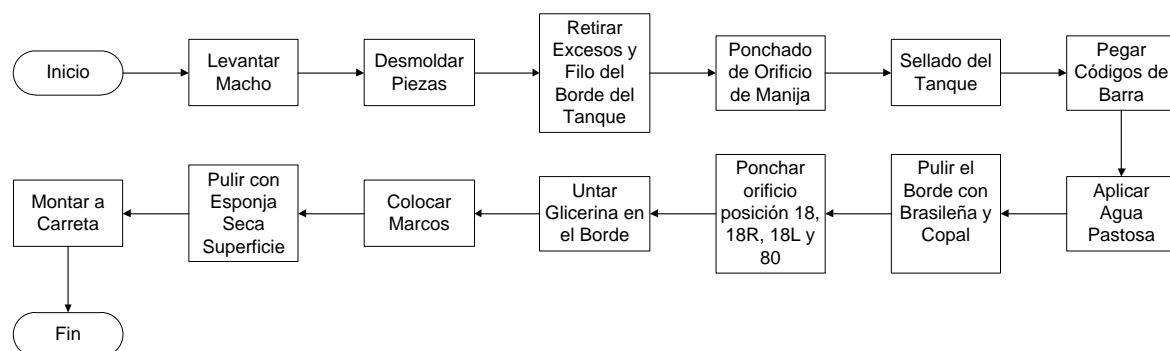 Inicio
Levantar
Macho
Desmoldar
Piezas
Retirar
Excesos y
Filo del
Borde del
Tanque
Ponchado
de Orificio
de Manija
Sellado del
Tanque
Pegar
Códigos de
Barra
Aplicar
Agua
Pastosa
Pulir el
Borde con
Brasileña y
Copal
Ponchar
orificio
posición 18,
18R, 18L y
80
Untar
Glicerina en
el Borde
Colocar
Marcos
Pulir con
Esponja
Seca
Superficie
Montar a
Carreta
Fin